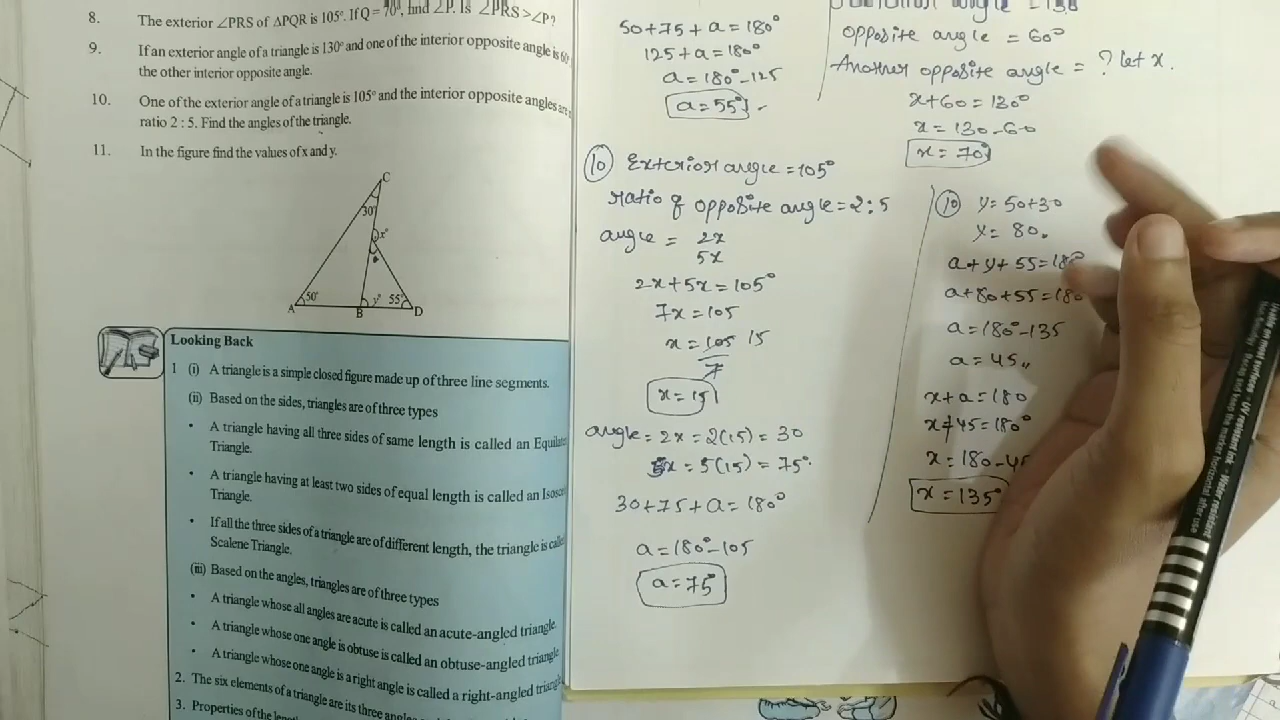 8. The exterior ∠PRS of ΔPQR is 105°. If Q = 70°, find ∠P. Is ∠PRS > ∠P?
9. If an exterior angle of a triangle is 130° and one of the interior opposite angle is 60°
the other interior opposite angle.
10. One of the exterior angle of a triangle is 105° and the interior opposite angles are
ratio 2 : 5. Find the angles of the triangle.
11. In the figure find the values of x and y.
C
30°
x°
50°
y°
55°
A
B
D
Looking Back
1 (i) A triangle is a simple closed figure made up of three line segments.
(ii) Based on the sides, triangles are of three types
• A triangle having all three sides of same length is called an
Triangle.
• A triangle having at least two sides of equal length is called an
Triangle.
• If all the three sides of a triangle are of different length, the triangle is
Scalene Triangle.
(iii) Based on the angles, triangles are of three types
• A triangle whose all angles are acute is called an acute-angled triangle.
• A triangle whose one angle is obtuse is called an obtuse-angled triangle
• A triangle whose one angle is a right angle is called a right-angled
2. The six elements of a triangle are its three
3. Properties of the
50+75+a=180°
125+a=180°
a=180°-125
a=55°
angle
opposite angle = 60°
Another opposite angle = ? let x.
x+60=130°
x=130-60
x=70°
10 Exterior angle=105°
ratio of opposite angle=2:5
angle = 2x
5x
2x+5x=105°
7x=105
x=105 15
7
x=15
angle=2x=2(15)=30
5x=5(15)=75°
30+75+a=180°
a=180°-105
a=75°
10 y=50+30
y=80.
a+y+55=180
a+80+55=180
a=180°-135
a=45
x+a=180
x+45=180°
x=180-45
x=135°